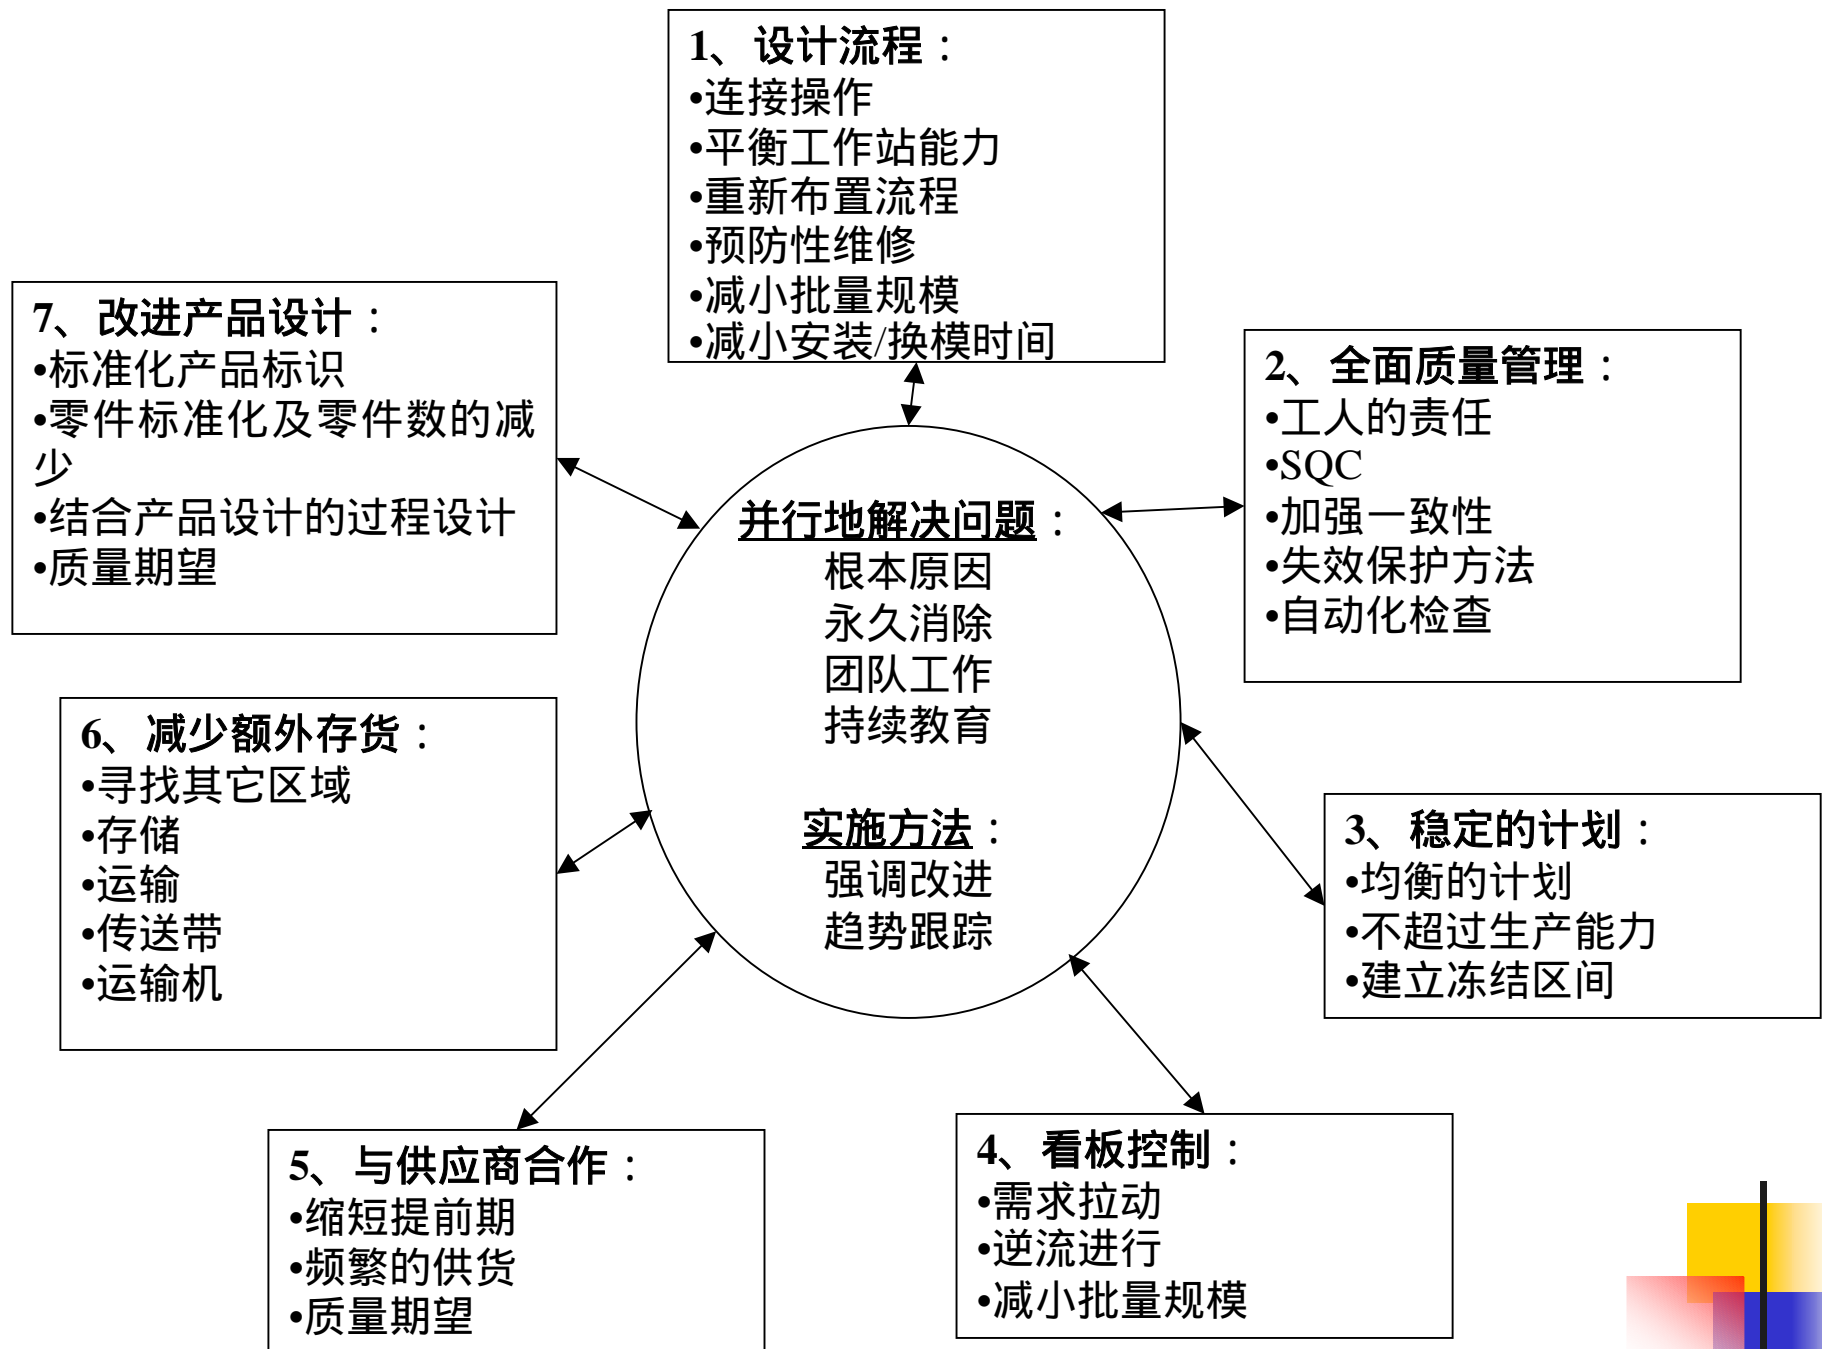 1、设计流程：
•连接操作
•平衡工作站能力
•重新布置流程
•预防性维修
•减小批量规模
•减小安装/换模时间
2、全面质量管理：
•工人的责任
•SQC
•加强一致性
•失效保护方法
•自动化检查
3、稳定的计划：
•均衡的计划
•不超过生产能力
•建立冻结区间
4、看板控制：
•需求拉动
•逆流进行
•减小批量规模
5、与供应商合作：
•缩短提前期
•频繁的供货
•质量期望
6、减少额外存货：
•寻找其它区域
•存储
•运输
•传送带
•运输机
7、改进产品设计：
•标准化产品标识
•零件标准化及零件数的减
少
•结合产品设计的过程设计
•质量期望
并行地解决问题：
根本原因
永久消除
团队工作
持续教育
实施方法：
强调改进
趋势跟踪